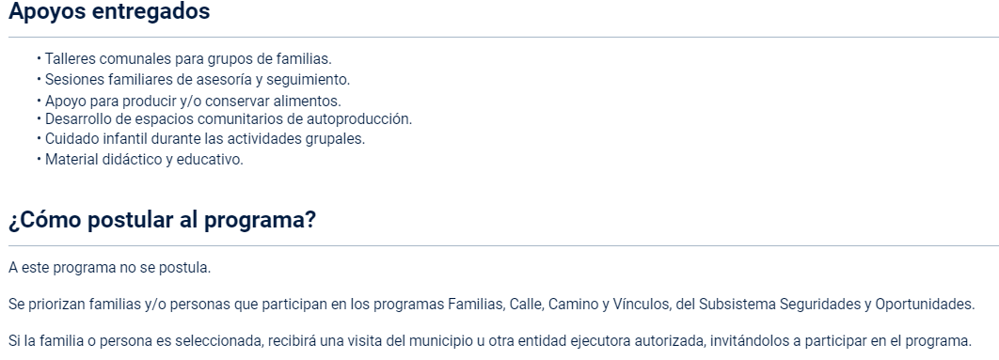 Apoyos entregados
• Talleres comunales para grupos de familias.
• Sesiones familiares de asesoría y seguimiento.
• Apoyo para producir y/o conservar alimentos.
• Desarrollo de espacios comunitarios de autoproducción.
• Cuidado infantil durante las actividades grupales.
• Material didáctico y educativo.
¿Cómo postular al programa?
A este programa no se postula.
Se priorizan familias y/o personas que participan en los programas Familias, Calle, Camino y Vínculos, del Subsistema Seguridades y Oportunidades.
Si la familia o persona es seleccionada, recibirá una visita del municipio u otra entidad ejecutora autorizada, invitándolos a participar en el programa.